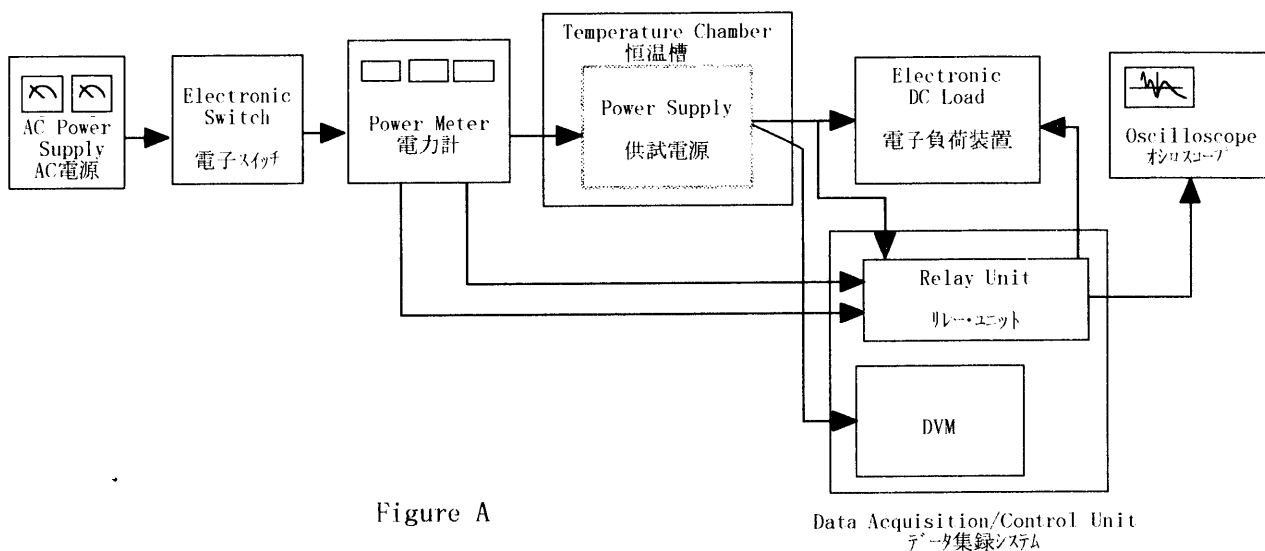 AC Power
Supply
AC電源
Electronic
Switch
電子スイッチ
Power Meter
電力計
Temperature Chamber
恒温槽
Power Supply
供試電源
Electronic
DC Load
電子負荷装置
Oscilloscope
オシロスコープ
Relay Unit
リレー・ユニット
DVM
Figure A
Data Acquisition/Control Unit
データ集録システム